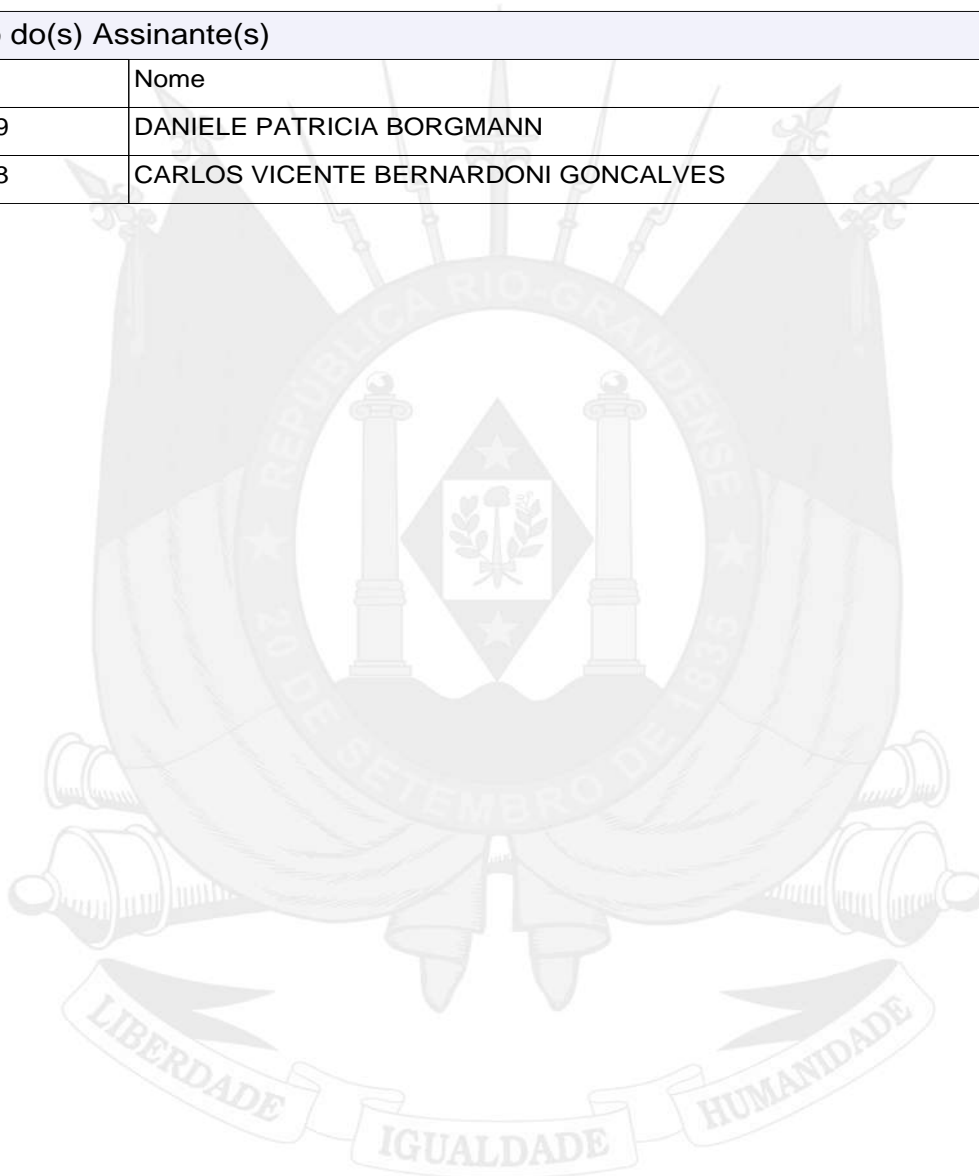 do(s) Assinante(s)
Nome
9 DANIELE PATRICIA BORGMANN
3 CARLOS VICENTE BERNARDONI GONCALVES
REPÚBLICA RIO-GRANDENSE
20 DE SETEMBRO DE 1835
LIBERDADE IGUALDADE HUMANIDADE